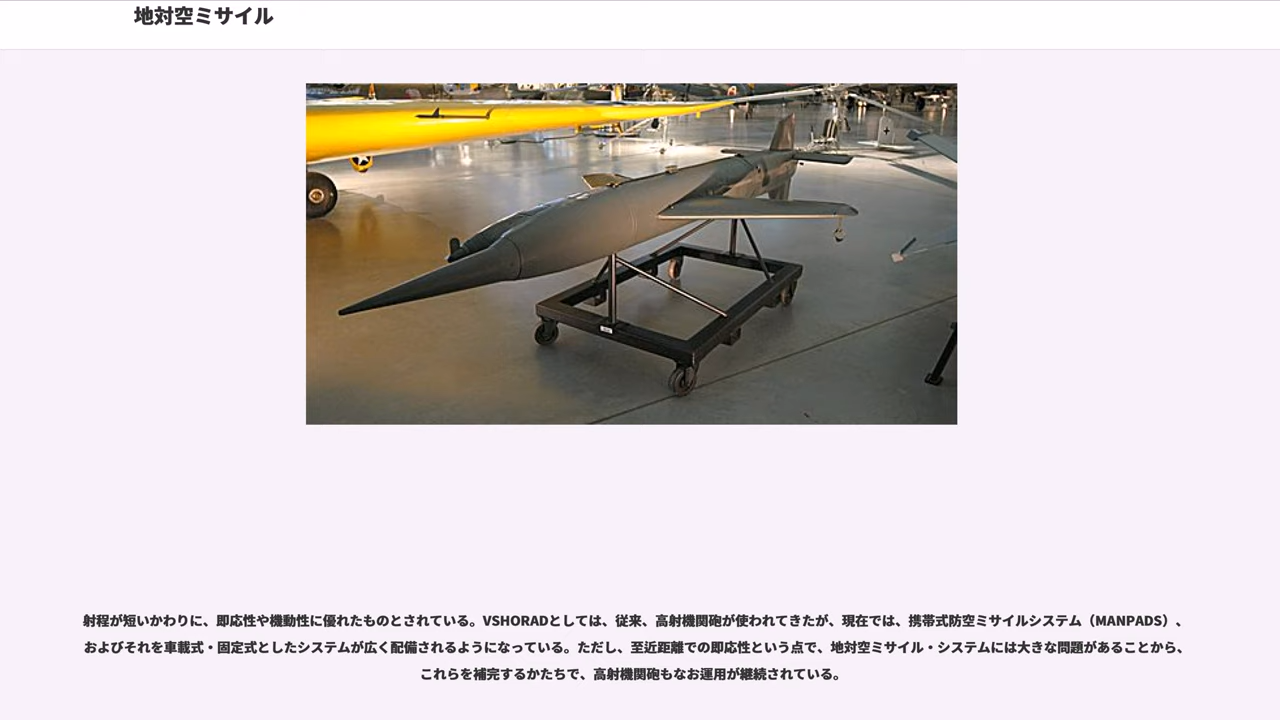 地対空ミサイル
射程が短いかわりに、即応性や機動性に優れたものとされている。VSHORADとしては、従来、高射機関砲が使われてきたが、現在では、携帯式防空ミサイルシステム（MANPADS）、
およびそれを車載式・固定式としたシステムが広く配備されるようになっている。ただし、至近距離での即応性という点で、地対空ミサイル・システムには大きな問題があることから、
これらを補完するかたちで、高射機関砲もなお運用が継続されている。